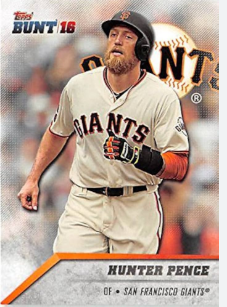 Topps
BUNT 16
GIANTS®
GIANTS
HUNTER PENCE
OF • SAN FRANCISCO GIANTS®